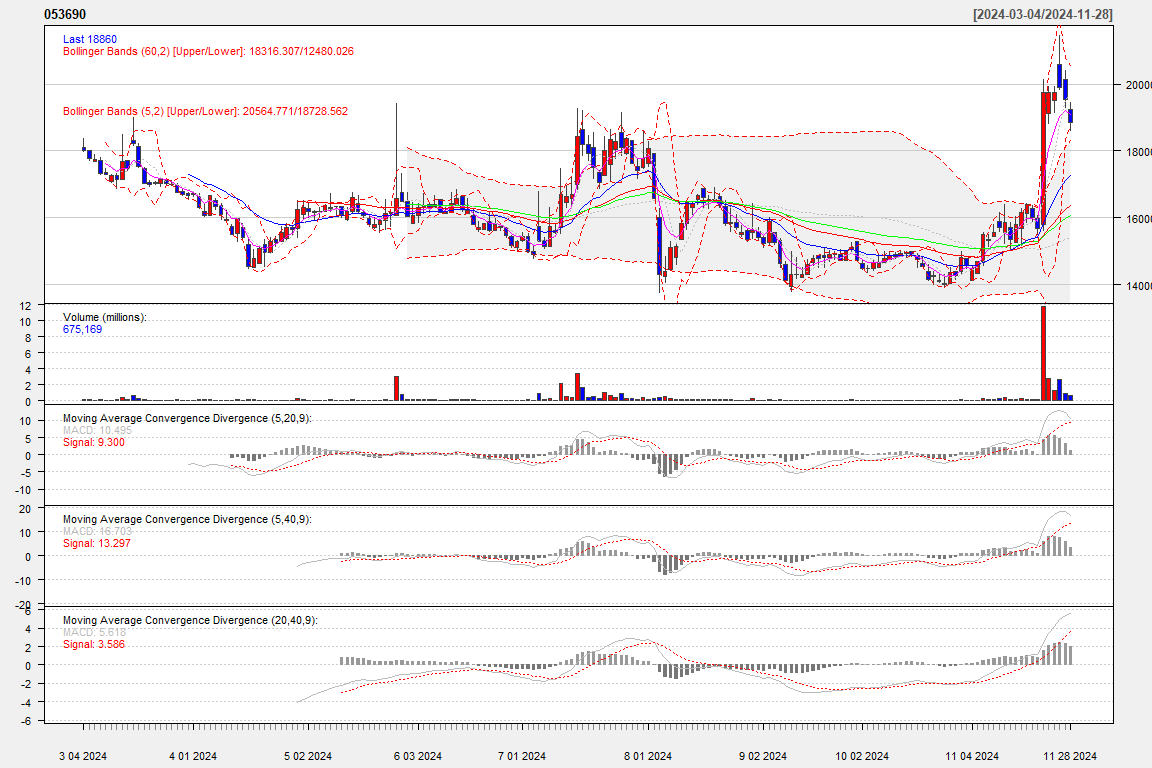 053690 [2024-03-04/2024-11-28]
Last 18860
Bollinger Bands (60,2) [Upper/Lower]: 18316.307/12480.026
Bollinger Bands (5,2) [Upper/Lower]: 20564.771/18728.562
20000
18000
16000
14000
Volume (millions):
675,169
12
10
8
6
4
2
0
Moving Average Convergence Divergence (5,20,9):
MACD: 10.495
Signal: 9.300
10
5
0
-5
-10
Moving Average Convergence Divergence (5,40,9):
MACD: 16.703
Signal: 13.297
20
10
0
-10
-20
Moving Average Convergence Divergence (20,40,9):
MACD: 5.618
Signal: 3.586
6
4
2
0
-2
-4
-6
3 04 2024 4 01 2024 5 02 2024 6 03 2024 7 01 2024 8 01 2024 9 02 2024 10 02 2024 11 04 2024 11 28 2024